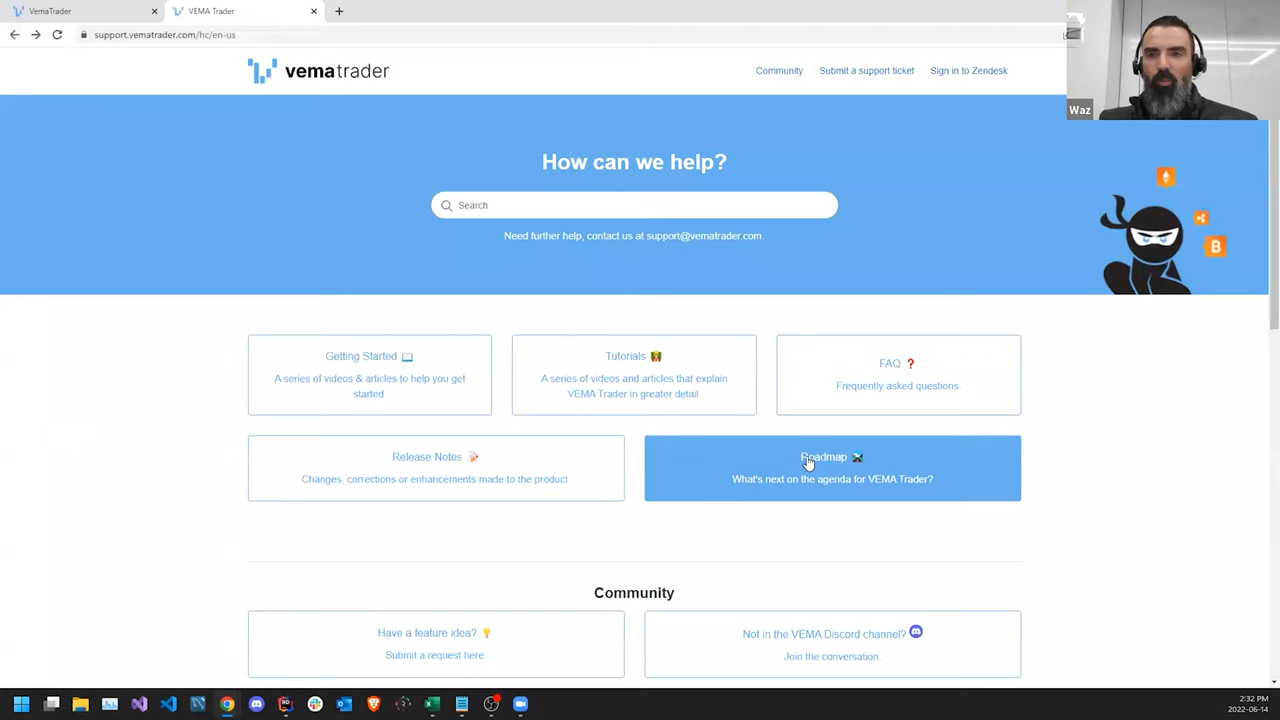 VemaTrader
VEMA Trader
support.vematrader.com/hc/en-us
vematrader
Community
Submit a support ticket
Sign in to Zendesk
Waz
How can we help?
Search
Need further help, contact us at support@vematrader.com.
B
Getting Started
A series of videos & articles to help you get
started.
Tutorials
A series of videos and articles that explain
VEMA Trader in greater detail
FAQ ❓
Frequently asked questions.
Release Notes
Changes, corrections or enhancements made to the product
Roadmap
What's next on the agenda for VEMA Trader?
Community
Have a feature idea?
Submit a request here.
Not in the VEMA Discord channel?
Join the conversation.
2:32 PM
2022-06-14